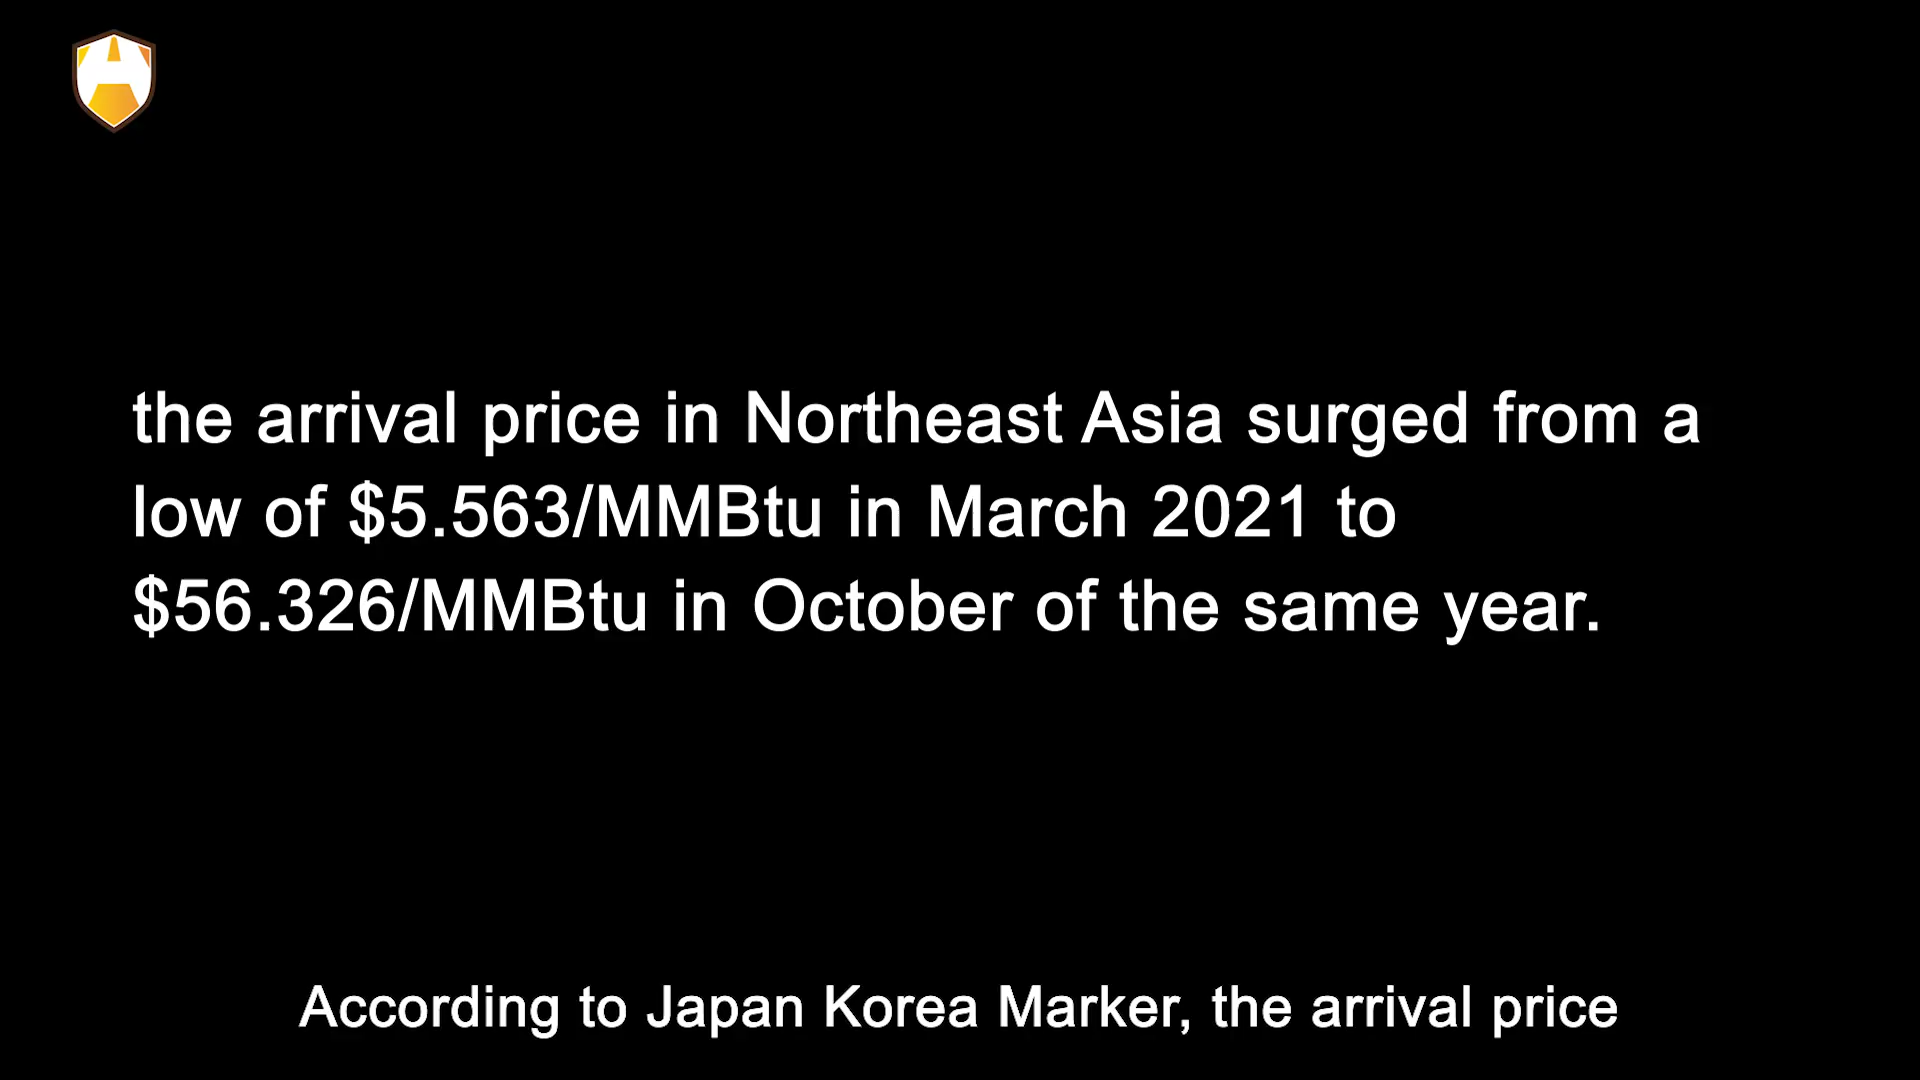 the arrival price in Northeast Asia surged from a
low of $5.563/MMBtu in March 2021 to
$56.326/MMBtu in October of the same year.
According to Japan Korea Marker, the arrival price